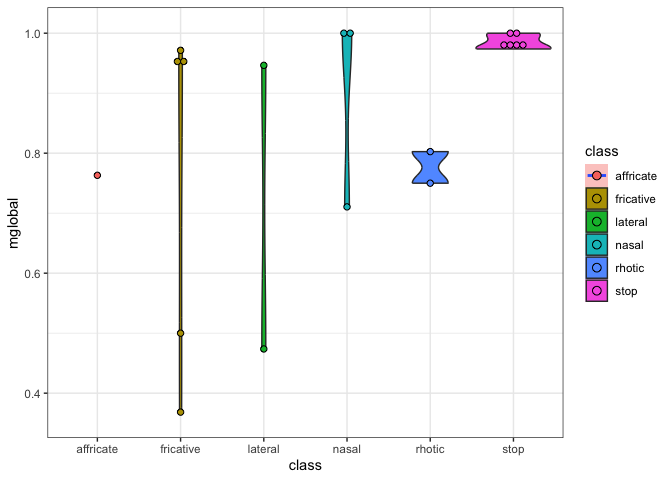 1.0
0.8
0.6
0.4
mglobal
affricate
fricative
lateral
nasal
rhotic
stop
class
class
affricate
fricative
lateral
nasal
rhotic
stop